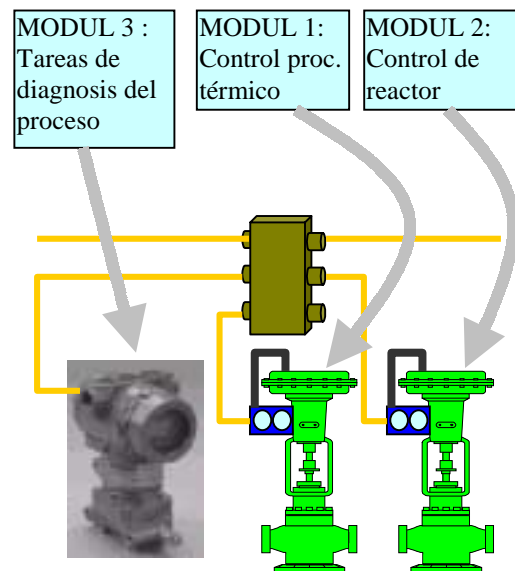 MODUL 3 :
Tareas de
diagnosis del
proceso
MODUL 1:
Control proc.
térmico
MODUL 2:
Control de
reactor